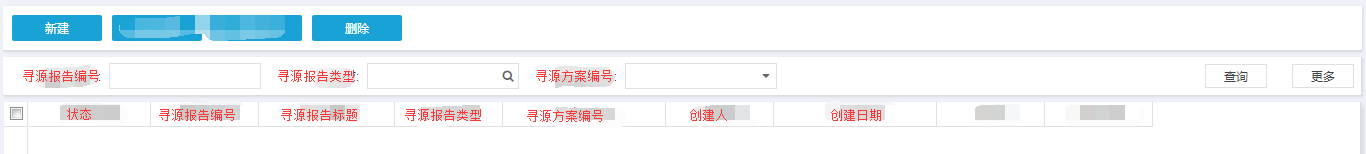 新建 删除
寻源报告编号: 寻源报告类型: 寻源方案编号: 查询 更多
状态 寻源报告编号 寻源报告标题 寻源报告类型 寻源方案编号 创建人 创建日期